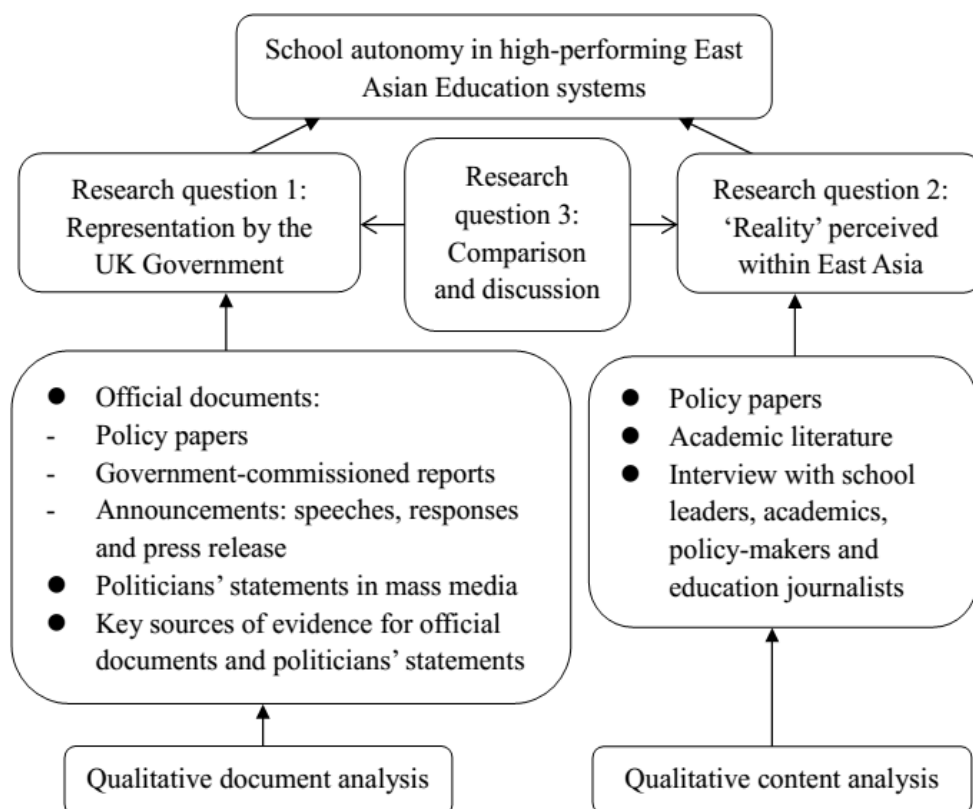 School autonomy in high-performing East
Asian Education systems
Research question 1:
Representation by the
UK Government
Research
question 3:
Comparison
and discussion
Research question 2:
‘Reality’ perceived
within East Asia
● Official documents:
- Policy papers
- Government-commissioned reports
- Announcements: speeches, responses
and press release
● Politicians’ statements in mass media
● Key sources of evidence for official
documents and politicians’ statements
● Policy papers
● Academic literature
● Interview with school
leaders, academics,
policy-makers and
education journalists
Qualitative document analysis
Qualitative content analysis